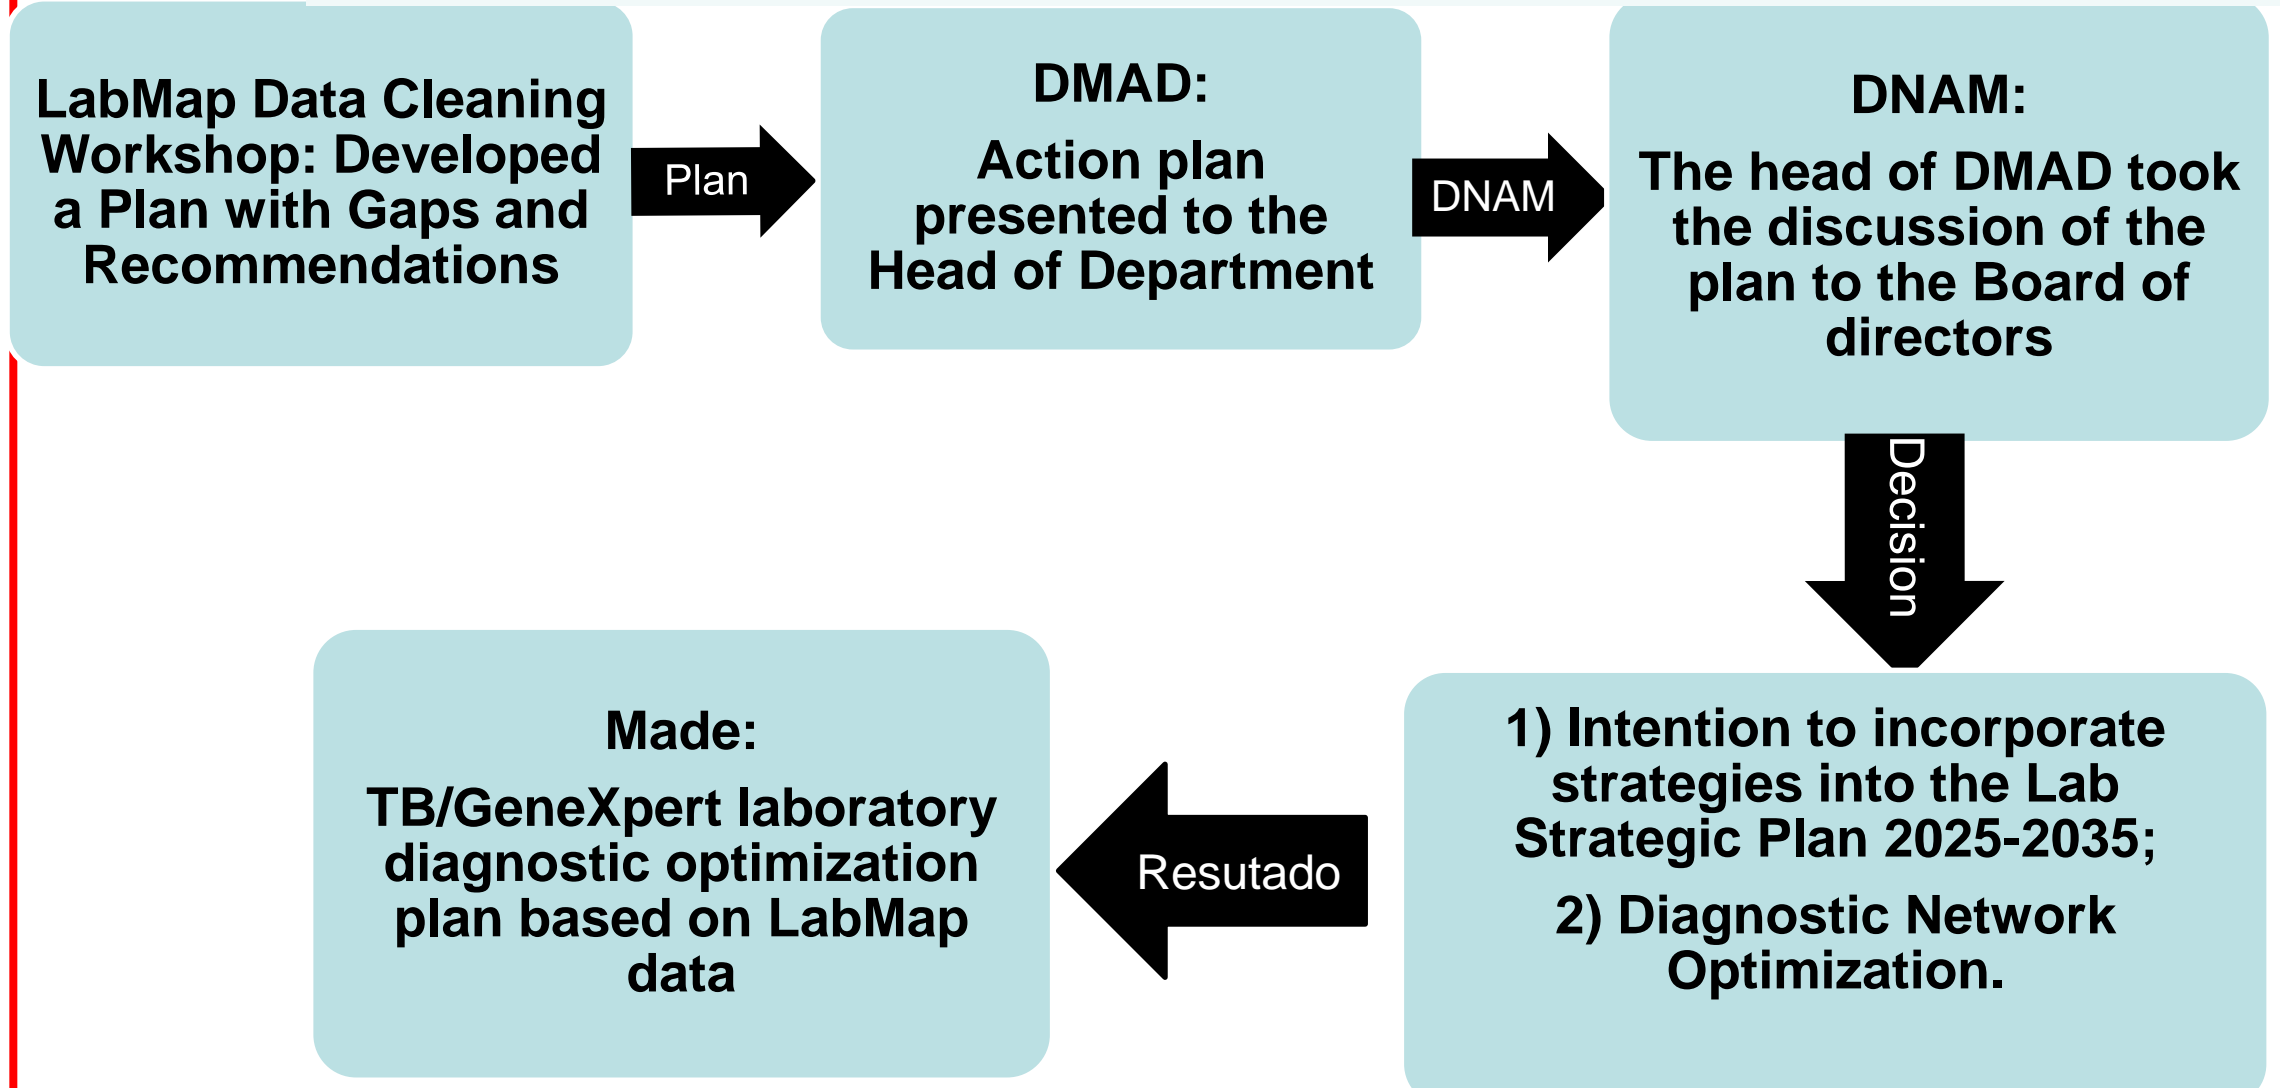 LabMap Data Cleaning
Workshop: Developed
a Plan with Gaps and
Recommendations
Plan
DMAD:
Action plan
presented to the
Head of Department
DNAM
DNAM:
The head of DMAD took
the discussion of the
plan to the Board of
directors
Decision
1) Intention to incorporate
strategies into the Lab
Strategic Plan 2025-2035;
2) Diagnostic Network
Optimization.
Resutado
Made:
TB/GeneXpert laboratory
diagnostic optimization
plan based on LabMap
data